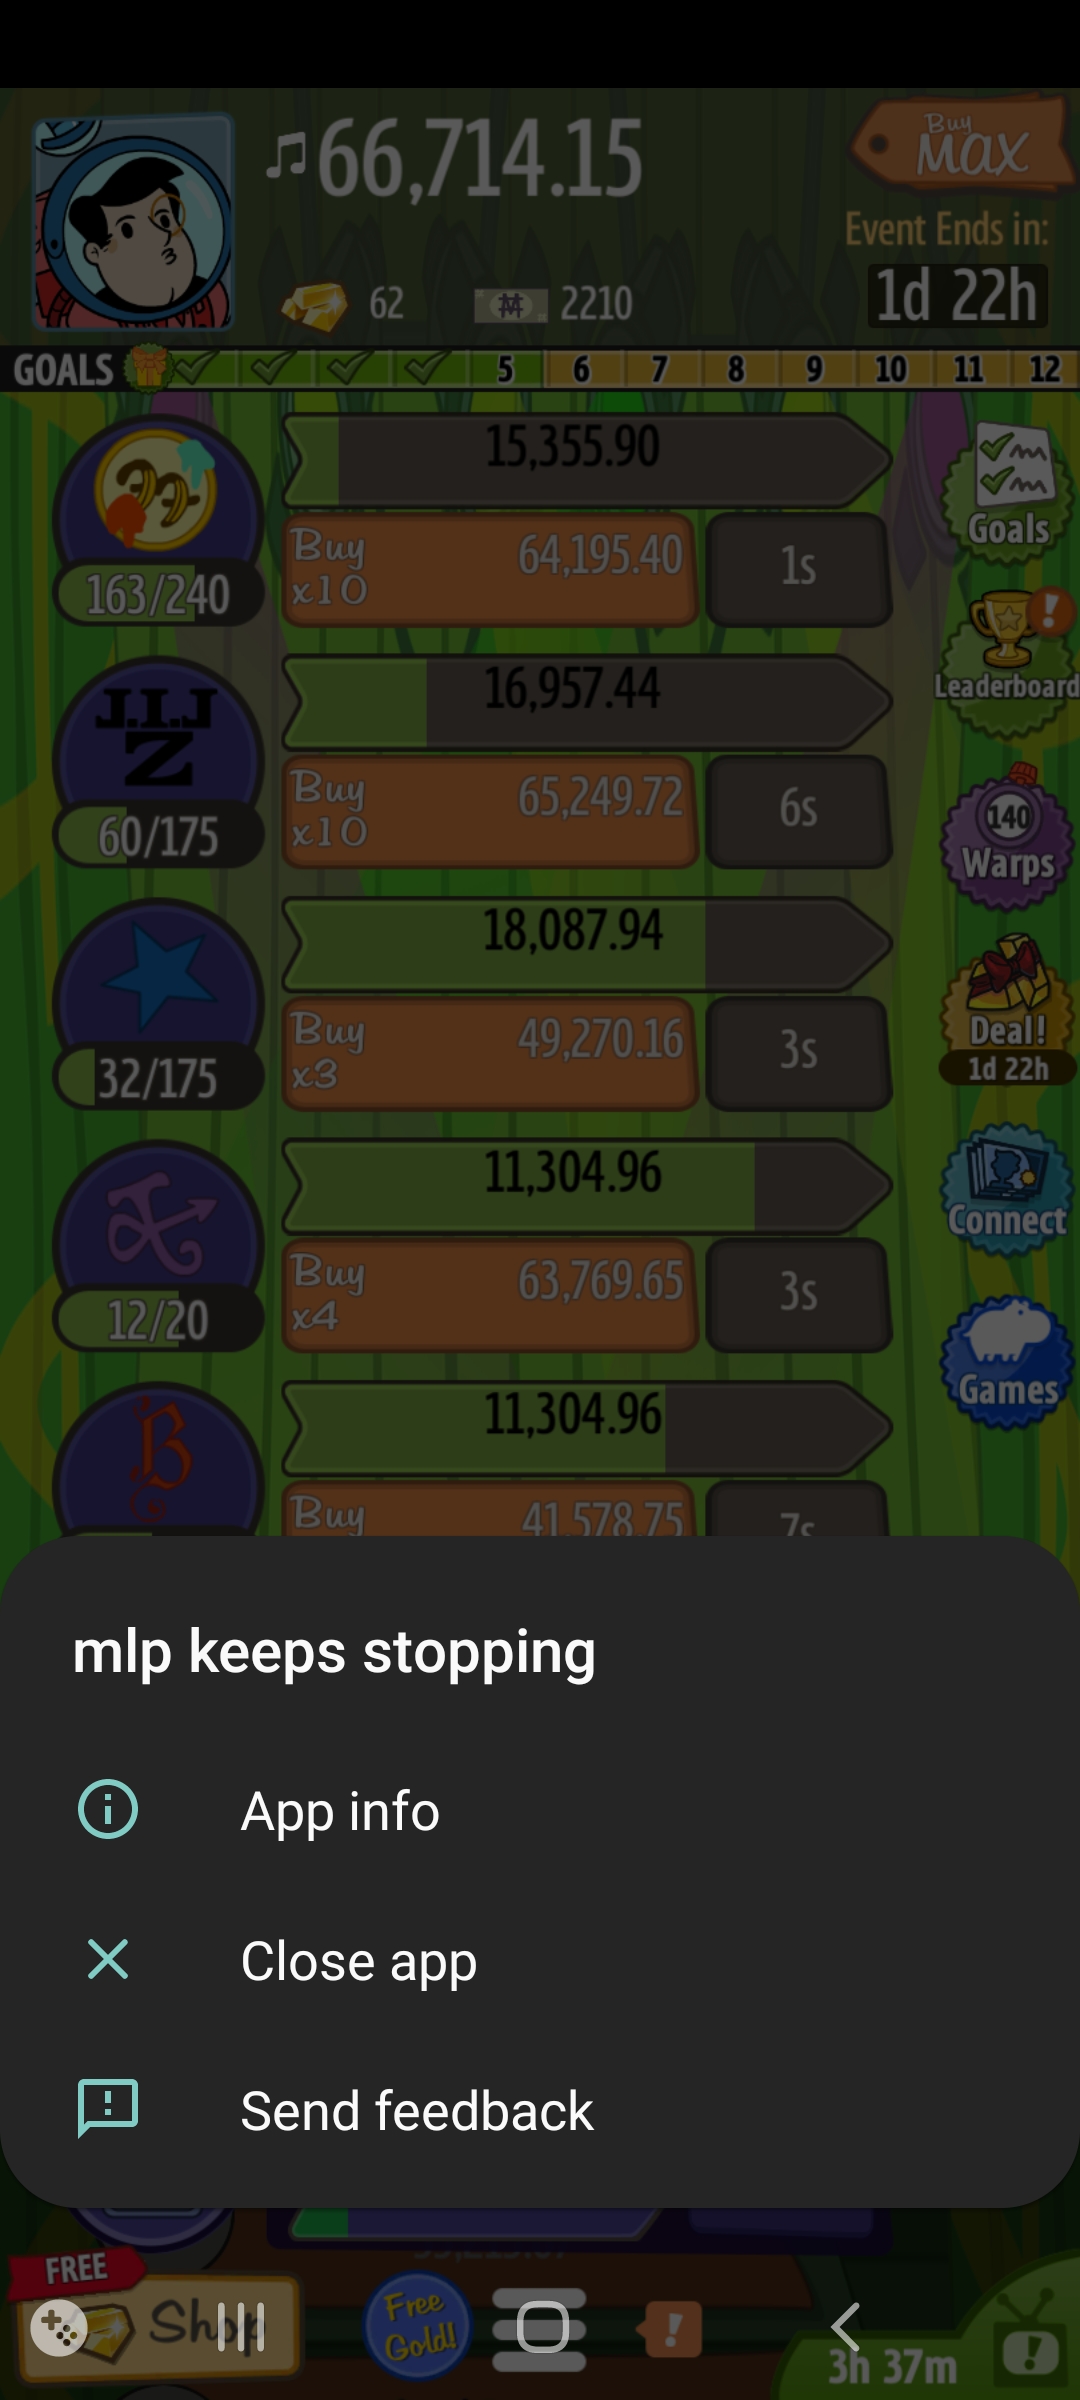 66,714.15
Buy
MAX
Event Ends in:
62
2210
1d 22h
GOALS 5 6 7 8 9 10 11 12
15,355.90
Buy
x10
64,195.40
1s
163/240
Goals
16,957.44
Buy
x10
65,249.72
6s
60/175
Leaderboard
140
Warps
18,087.94
Buy
x3
49,270.16
3s
32/175
Deal!
1d 22h
11,304.96
Buy
x4
63,769.65
3s
12/20
Connect
B
11,304.96
Buy
41,578.75
7s
Games
mlp keeps stopping
App info
Close app
Send feedback
FREE
Shop
Free
Gold!
3h 37m